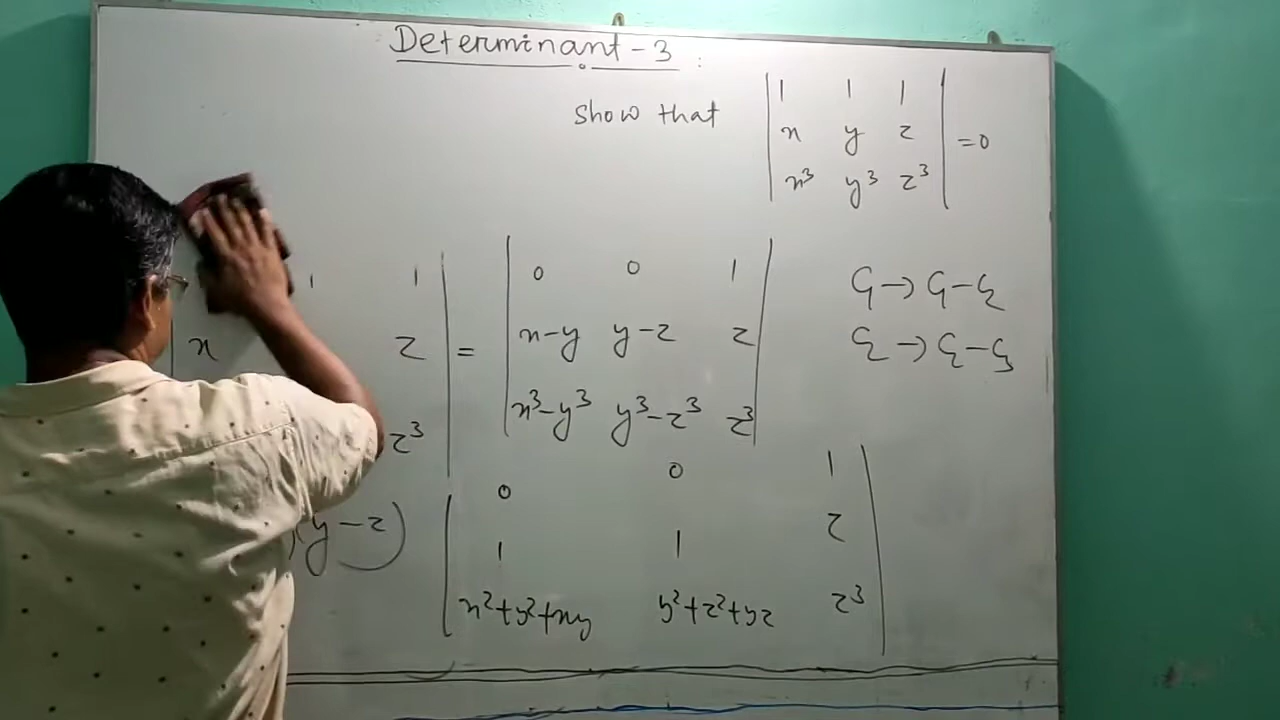 Determinant - 3 :
Show that | 1 1 1 |
| x y z | = 0
| x³ y³ z³ |
1 1 | | 0 0 1 | C₁ → C₁ - C₂
| x z | = | x-y y-z z | C₂ → C₂ - C₃
z³ | | x³-y³ y³-z³ z³ |
| 0 0 1 |
)(y-z) | 1 1 z |
| x²+y²+xy y²+z²+yz z³ |